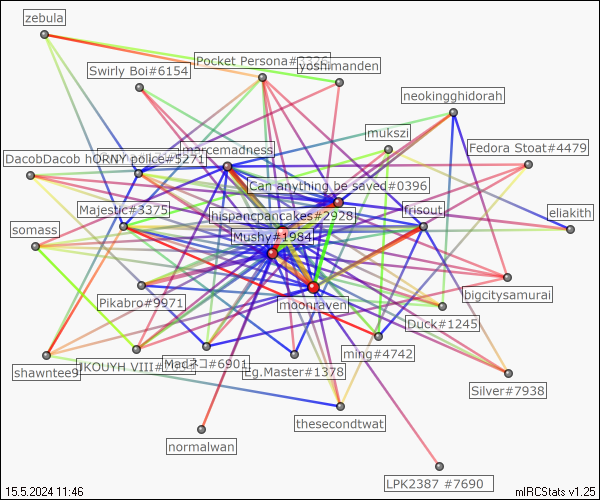 zebula
Pocket Persona#
yoshimanden
Swirly Boi#6154
neokingghidorah
mukszi
marcemadness
Fedora Stoat#4479
DacobDacob hORNY police#5271
Can anything be saved#0396
Majestic#3375
hispancpancakes#2928
frisout
eliakith
somass
Mushy#1984
Pikabro#9971
moonraven
bigcitysamurai
Duck#1245
ming#4742
shawntee9
JKOUYH VIII#
Madネコ#6901
Eg.Master#1378
Silver#7938
thesecondtwat
normalwan
LPK2387 #7690
15.5.2024 11:46
mIRCStats v1.25